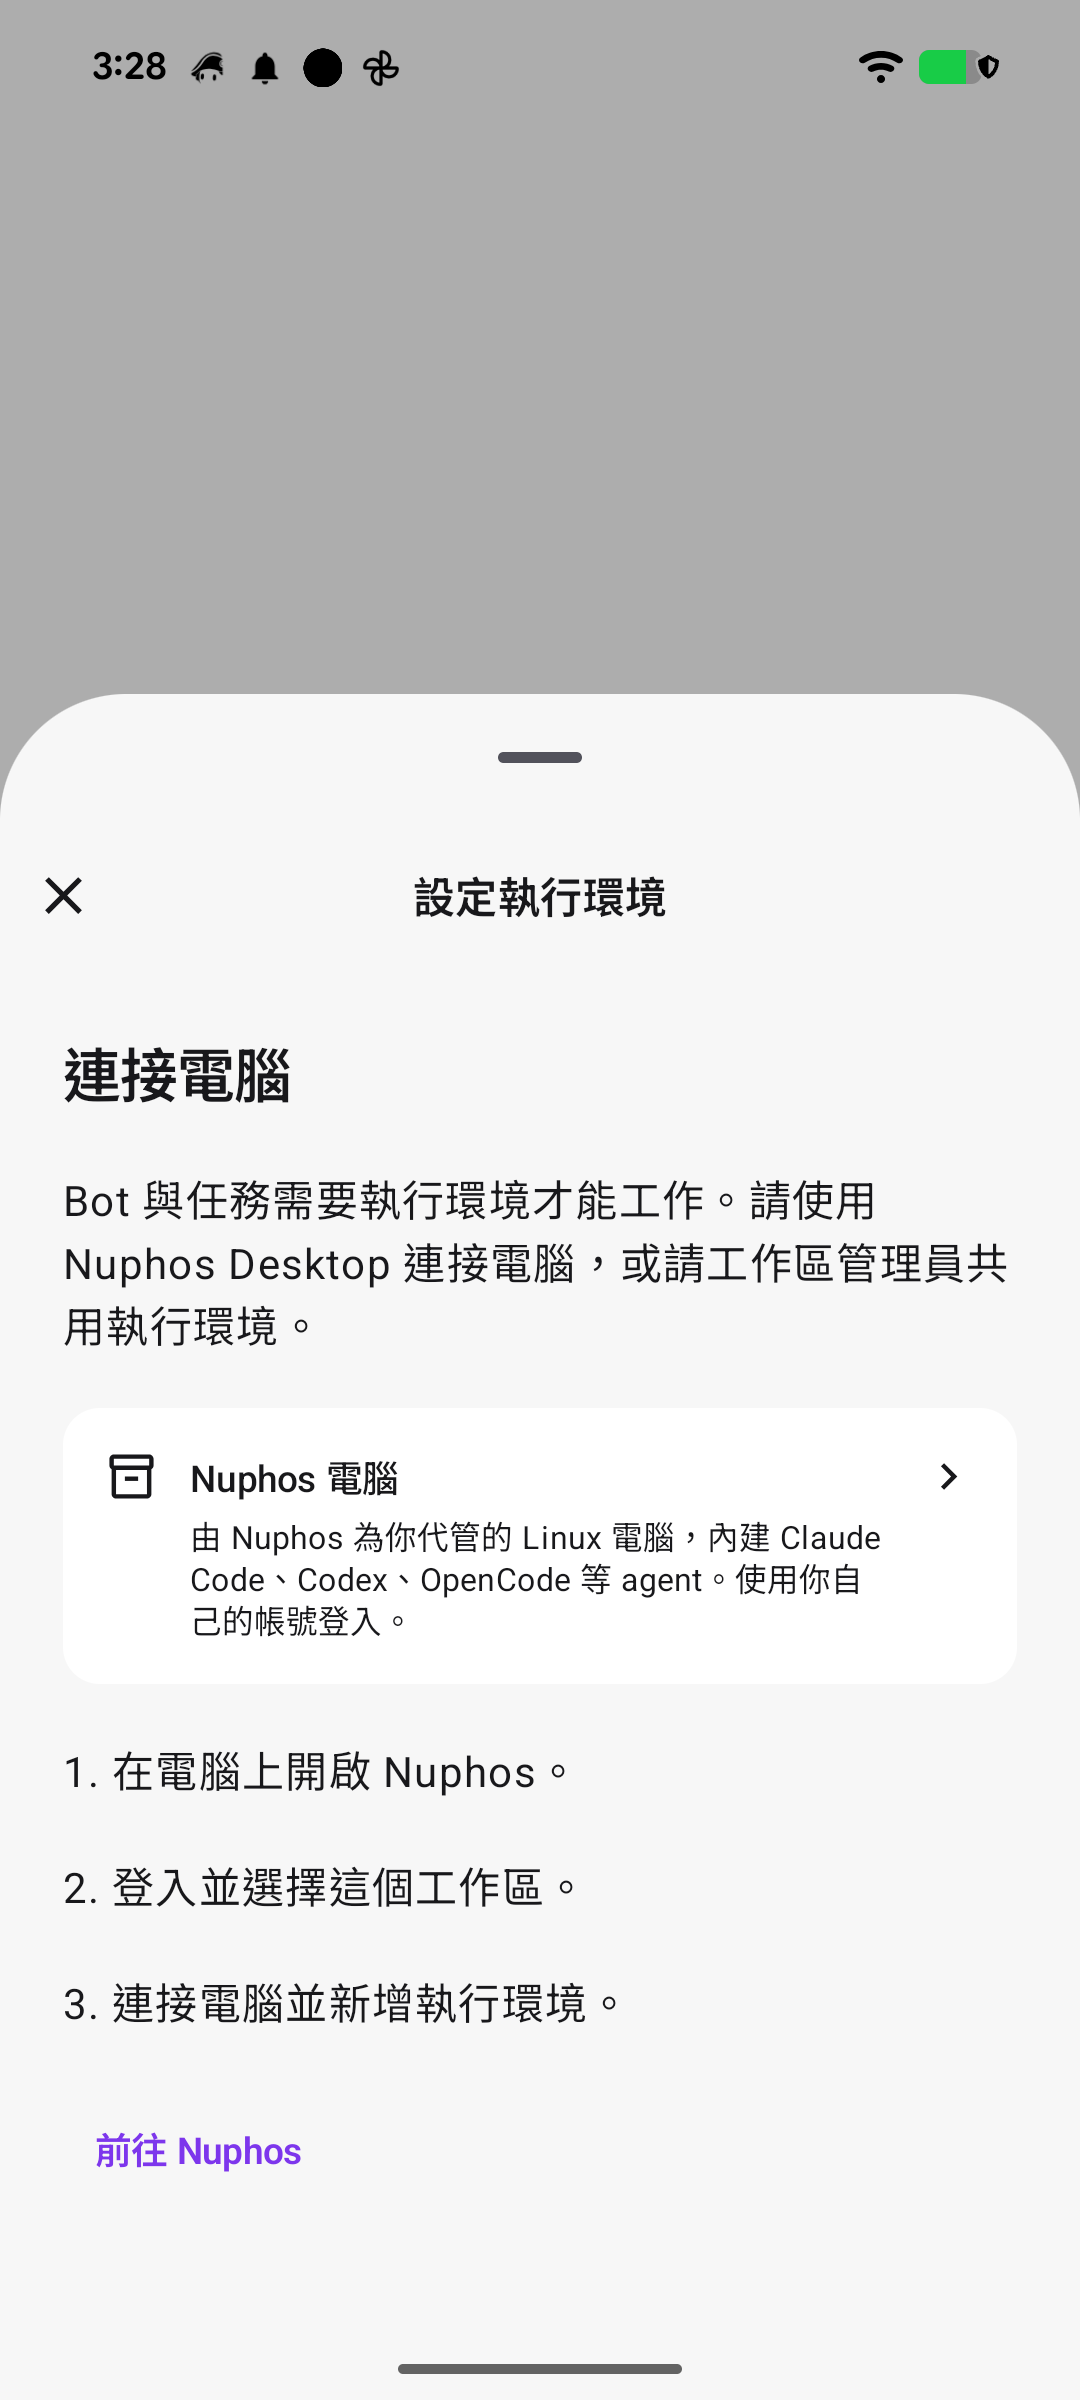 3:28
設定執行環境
連接電腦
Bot 與任務需要執行環境才能工作。請使用
Nuphos Desktop 連接電腦，或請工作區管理員共
用執行環境。
Nuphos 電腦
由 Nuphos 為你代管的 Linux 電腦，內建 Claude
Code、Codex、OpenCode 等 agent。使用你自
己的帳號登入。
1. 在電腦上開啟 Nuphos。
2. 登入並選擇這個工作區。
3. 連接電腦並新增執行環境。
前往 Nuphos